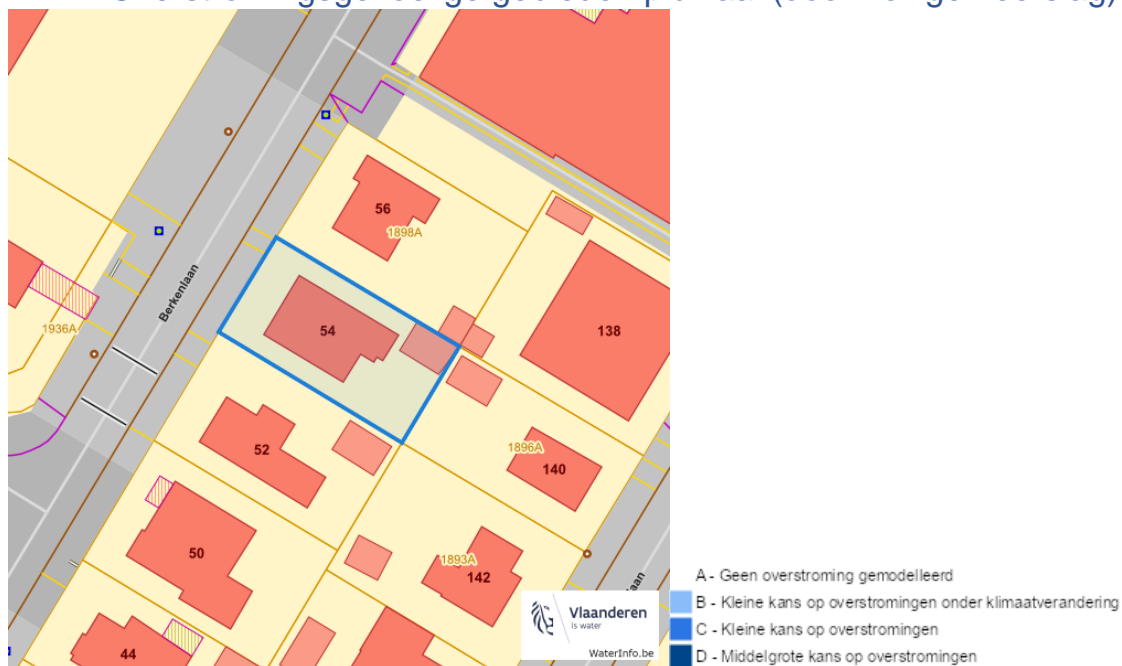 56
1898A
Berkenlaan
54
138
1936A
52
1896A
140
50
1893A
142
laan
44
Vlaanderen
is water
WaterInfo.be
A - Geen overstroming gemodelleerd
B - Kleine kans op overstromingen onder klimaatverandering
C - Kleine kans op overstromingen
D - Middelgrote kans op overstromingen